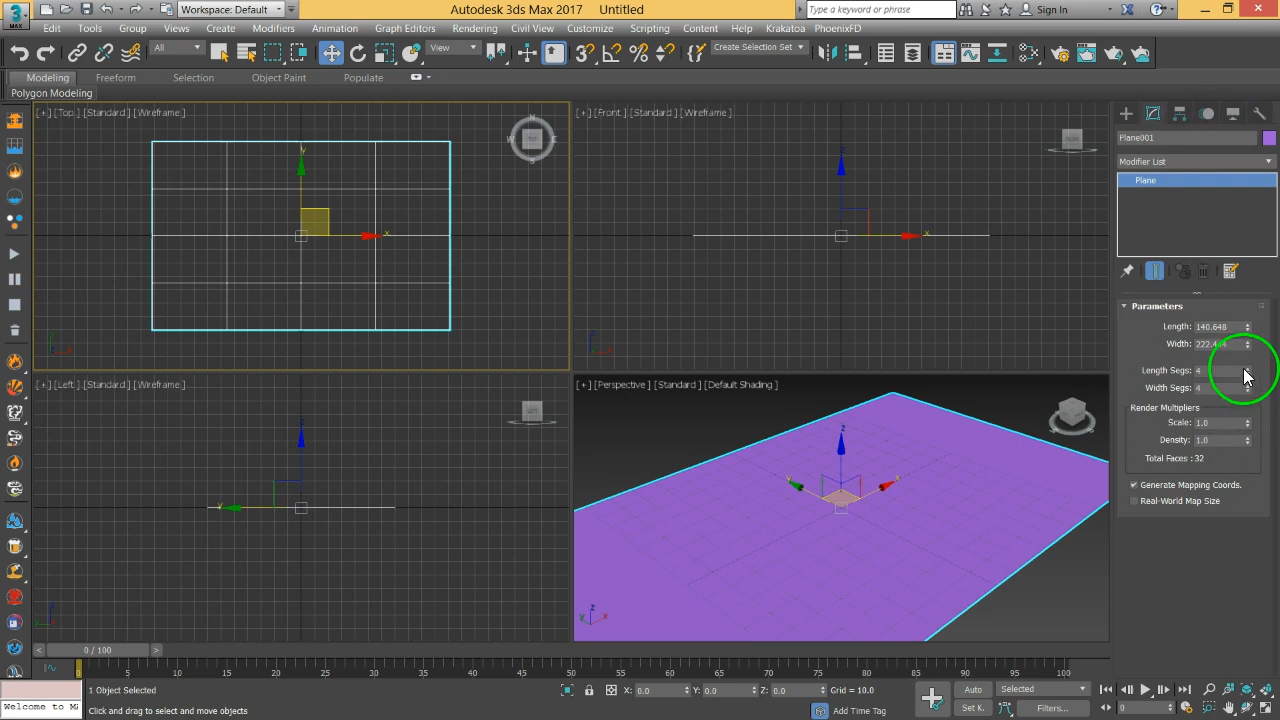 3
MAX
Workspace: Default
Autodesk 3ds Max 2017    Untitled
Type a keyword or phrase
Sign In
Edit Tools Group Views Create Modifiers Animation Graph Editors Rendering Civil View Customize Scripting Content Help Krakatoa PhoenixFD
All
View
Create Selection Set
Modeling Freeform Selection Object Paint Populate
Polygon Modeling
[+] [Top] [Standard] [Wireframe]
[+] [Front] [Standard] [Wireframe]
N
W E
S
y
x
z
x
Plane001
Modifier List
Plane
Parameters
Length: 140.648
Width:
Length Segs: 4
Width Segs: 4
Render Multipliers
Scale: 1.0
Density: 1.0
Total Faces : 32
Generate Mapping Coords.
Real-World Map Size
[+] [Left] [Standard] [Wireframe]
[+] [Perspective] [Standard] [Default Shading]
z
y
z
y
x
z
y x
< 0 / 100 >
0 5 10 15 20 25 30 35 40 45 50 55 60 65 70 75 80 85 90 95 100
1 Object Selected
X: 0.0 Y: 0.0 Z: 0.0 Grid = 10.0
Auto Selected
Welcome to M
Click and drag to select and move objects
Add Time Tag
Set K. Filters...
0